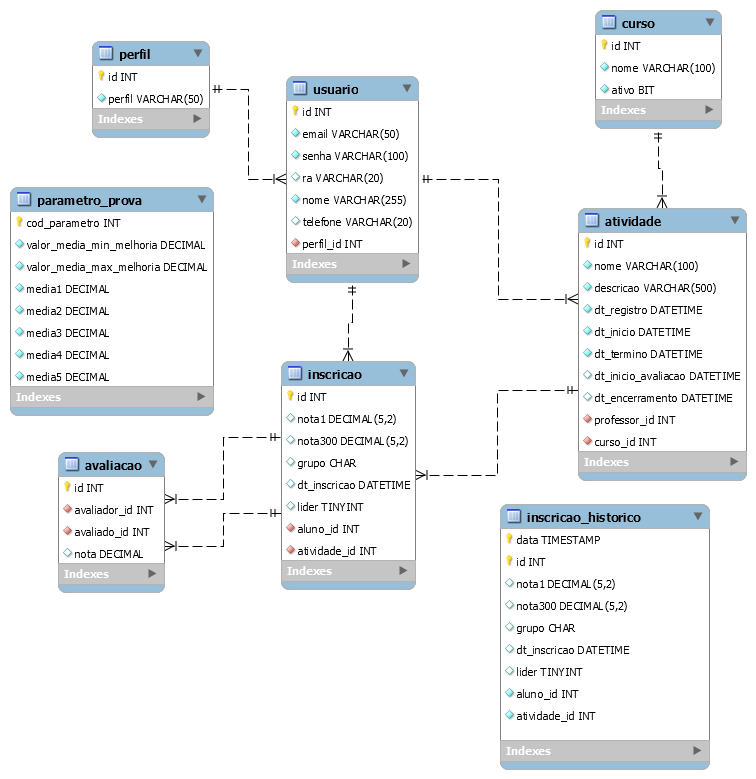 perfil
id INT
perfil VARCHAR(50)
Indexes
usuario
id INT
email VARCHAR(50)
senha VARCHAR(100)
ra VARCHAR(20)
nome VARCHAR(255)
telefone VARCHAR(20)
perfil_id INT
Indexes
curso
id INT
nome VARCHAR(100)
ativo BIT
Indexes
parametro_prova
cod_parametro INT
valor_media_min_melhoria DECIMAL
valor_media_max_melhoria DECIMAL
media1 DECIMAL
media2 DECIMAL
media3 DECIMAL
media4 DECIMAL
media5 DECIMAL
Indexes
atividade
id INT
nome VARCHAR(100)
descricao VARCHAR(500)
dt_registro DATETIME
dt_inicio DATETIME
dt_termino DATETIME
dt_inicio_avaliacao DATETIME
dt_encerramento DATETIME
professor_id INT
curso_id INT
Indexes
inscricao
id INT
nota1 DECIMAL(5,2)
nota300 DECIMAL(5,2)
grupo CHAR
dt_inscricao DATETIME
lider TINYINT
aluno_id INT
atividade_id INT
Indexes
avaliacao
id INT
avaliador_id INT
avaliado_id INT
nota DECIMAL
Indexes
inscricao_historico
data TIMESTAMP
id INT
nota1 DECIMAL(5,2)
nota300 DECIMAL(5,2)
grupo CHAR
dt_inscricao DATETIME
lider TINYINT
aluno_id INT
atividade_id INT
Indexes